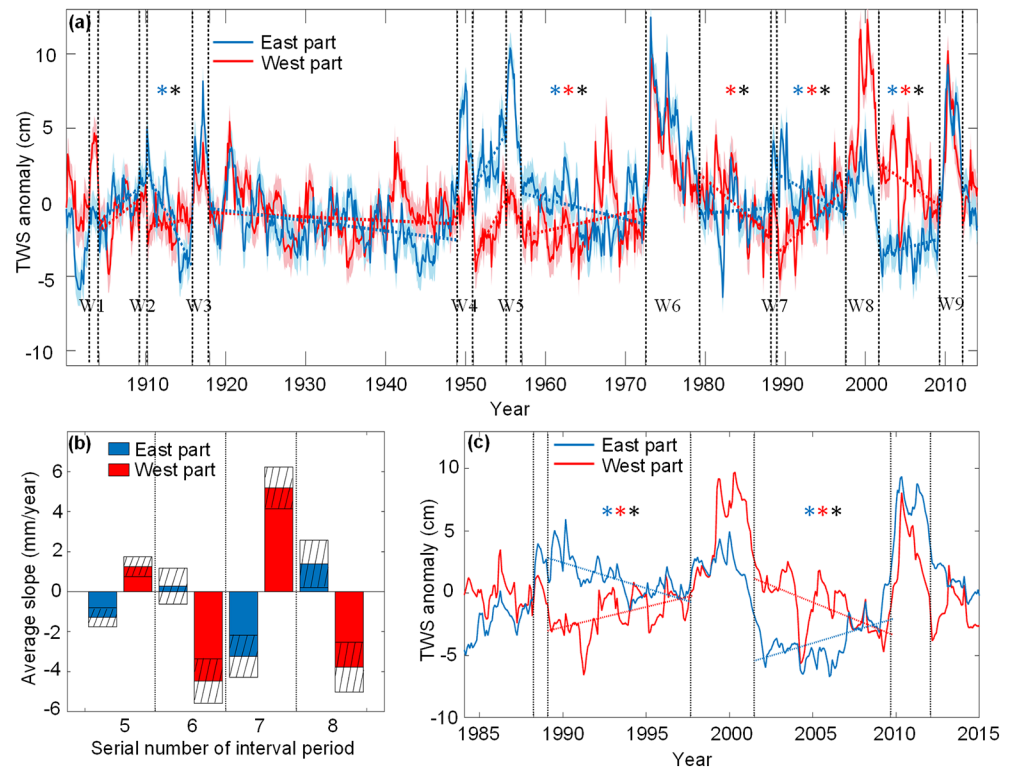 (a)
East part
West part
TWS anomaly (cm)
10
5
0
-5
-10
** *** ** *** ***
W1 W2 W3 W4 W5 W6 W7 W8 W9
1910 1920 1930 1940 1950 1960 1970 1980 1990 2000 2010
Year
(b)
East part
West part
Average slope (mm/year)
6
4
2
0
-2
-4
-6
5 6 7 8
Serial number of interval period
(c)
East part
West part
TWS anomaly (cm)
10
5
0
-5
-10
*** ***
1985 1990 1995 2000 2005 2010 2015
Year